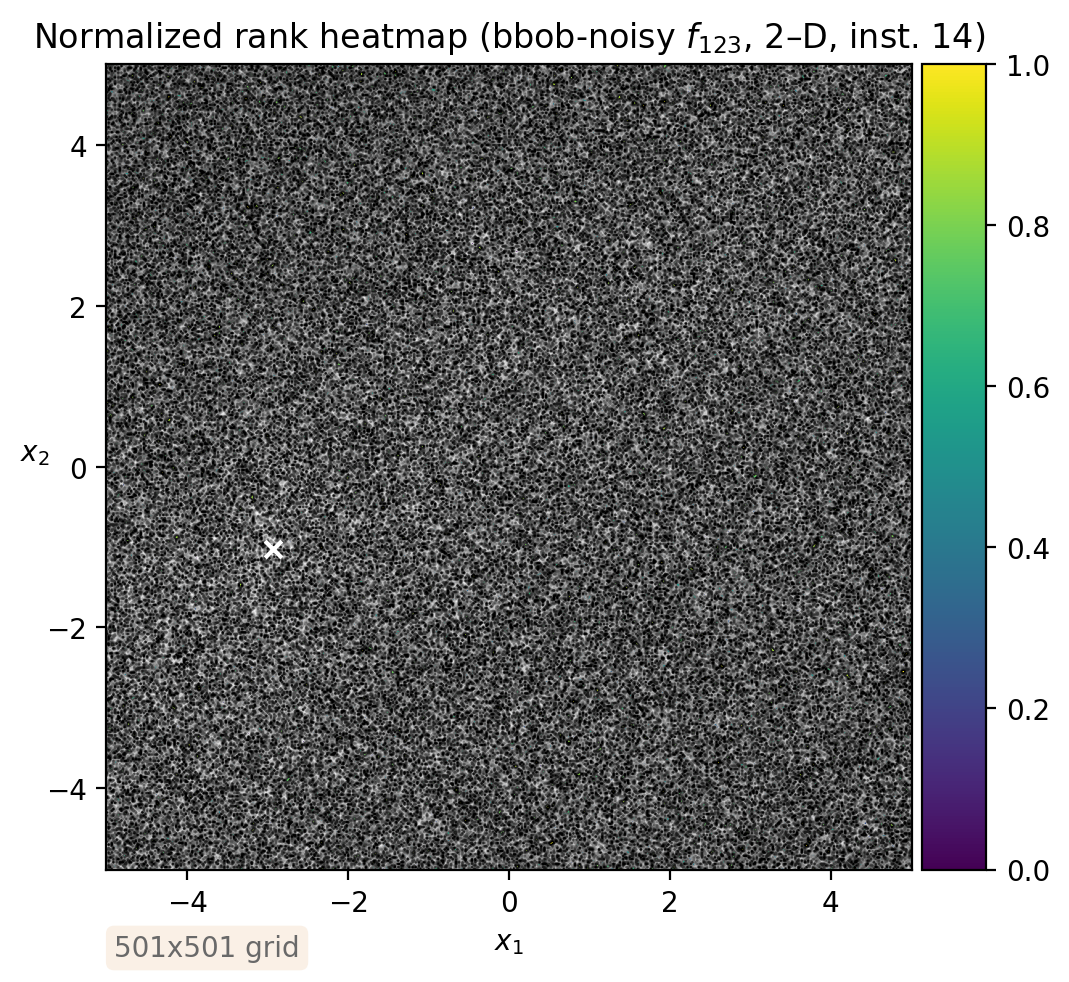 Normalized rank heatmap (bbob-noisy f₁₂₃, 2–D, inst. 14)
1.0
4
0.8
2
0.6
x₂
0
0.4
−2
0.2
−4
0.0
−4 −2 0 2 4
x₁
501x501 grid